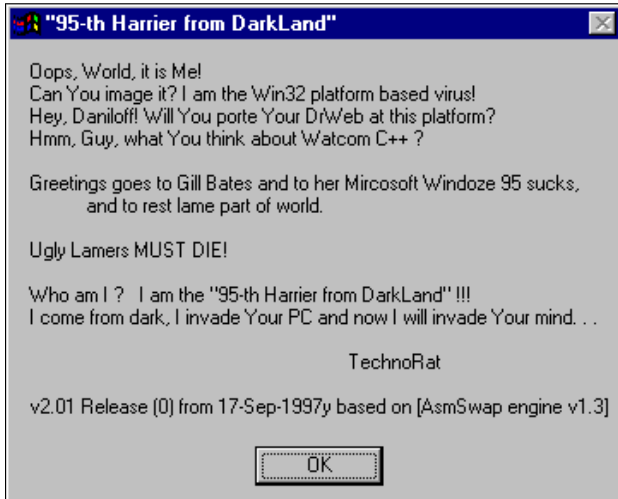 "95-th Harrier from DarkLand"
Oops, World, it is Me!
Can You image it? I am the Win32 platform based virus!
Hey, Daniloff! Will You porte Your DrWeb at this platform?
Hmm, Guy, what You think about Watcom C++ ?
Greetings goes to Gill Bates and to her Mircosoft Windoze 95 sucks,
and to rest lame part of world.
Ugly Lamers MUST DIE!
Who am I ? I am the "95-th Harrier from DarkLand" !!!
I come from dark, I invade Your PC and now I will invade Your mind. . .
TechnoRat
v2.01 Release (0) from 17-Sep-1997y based on [AsmSwap engine v1.3]
OK